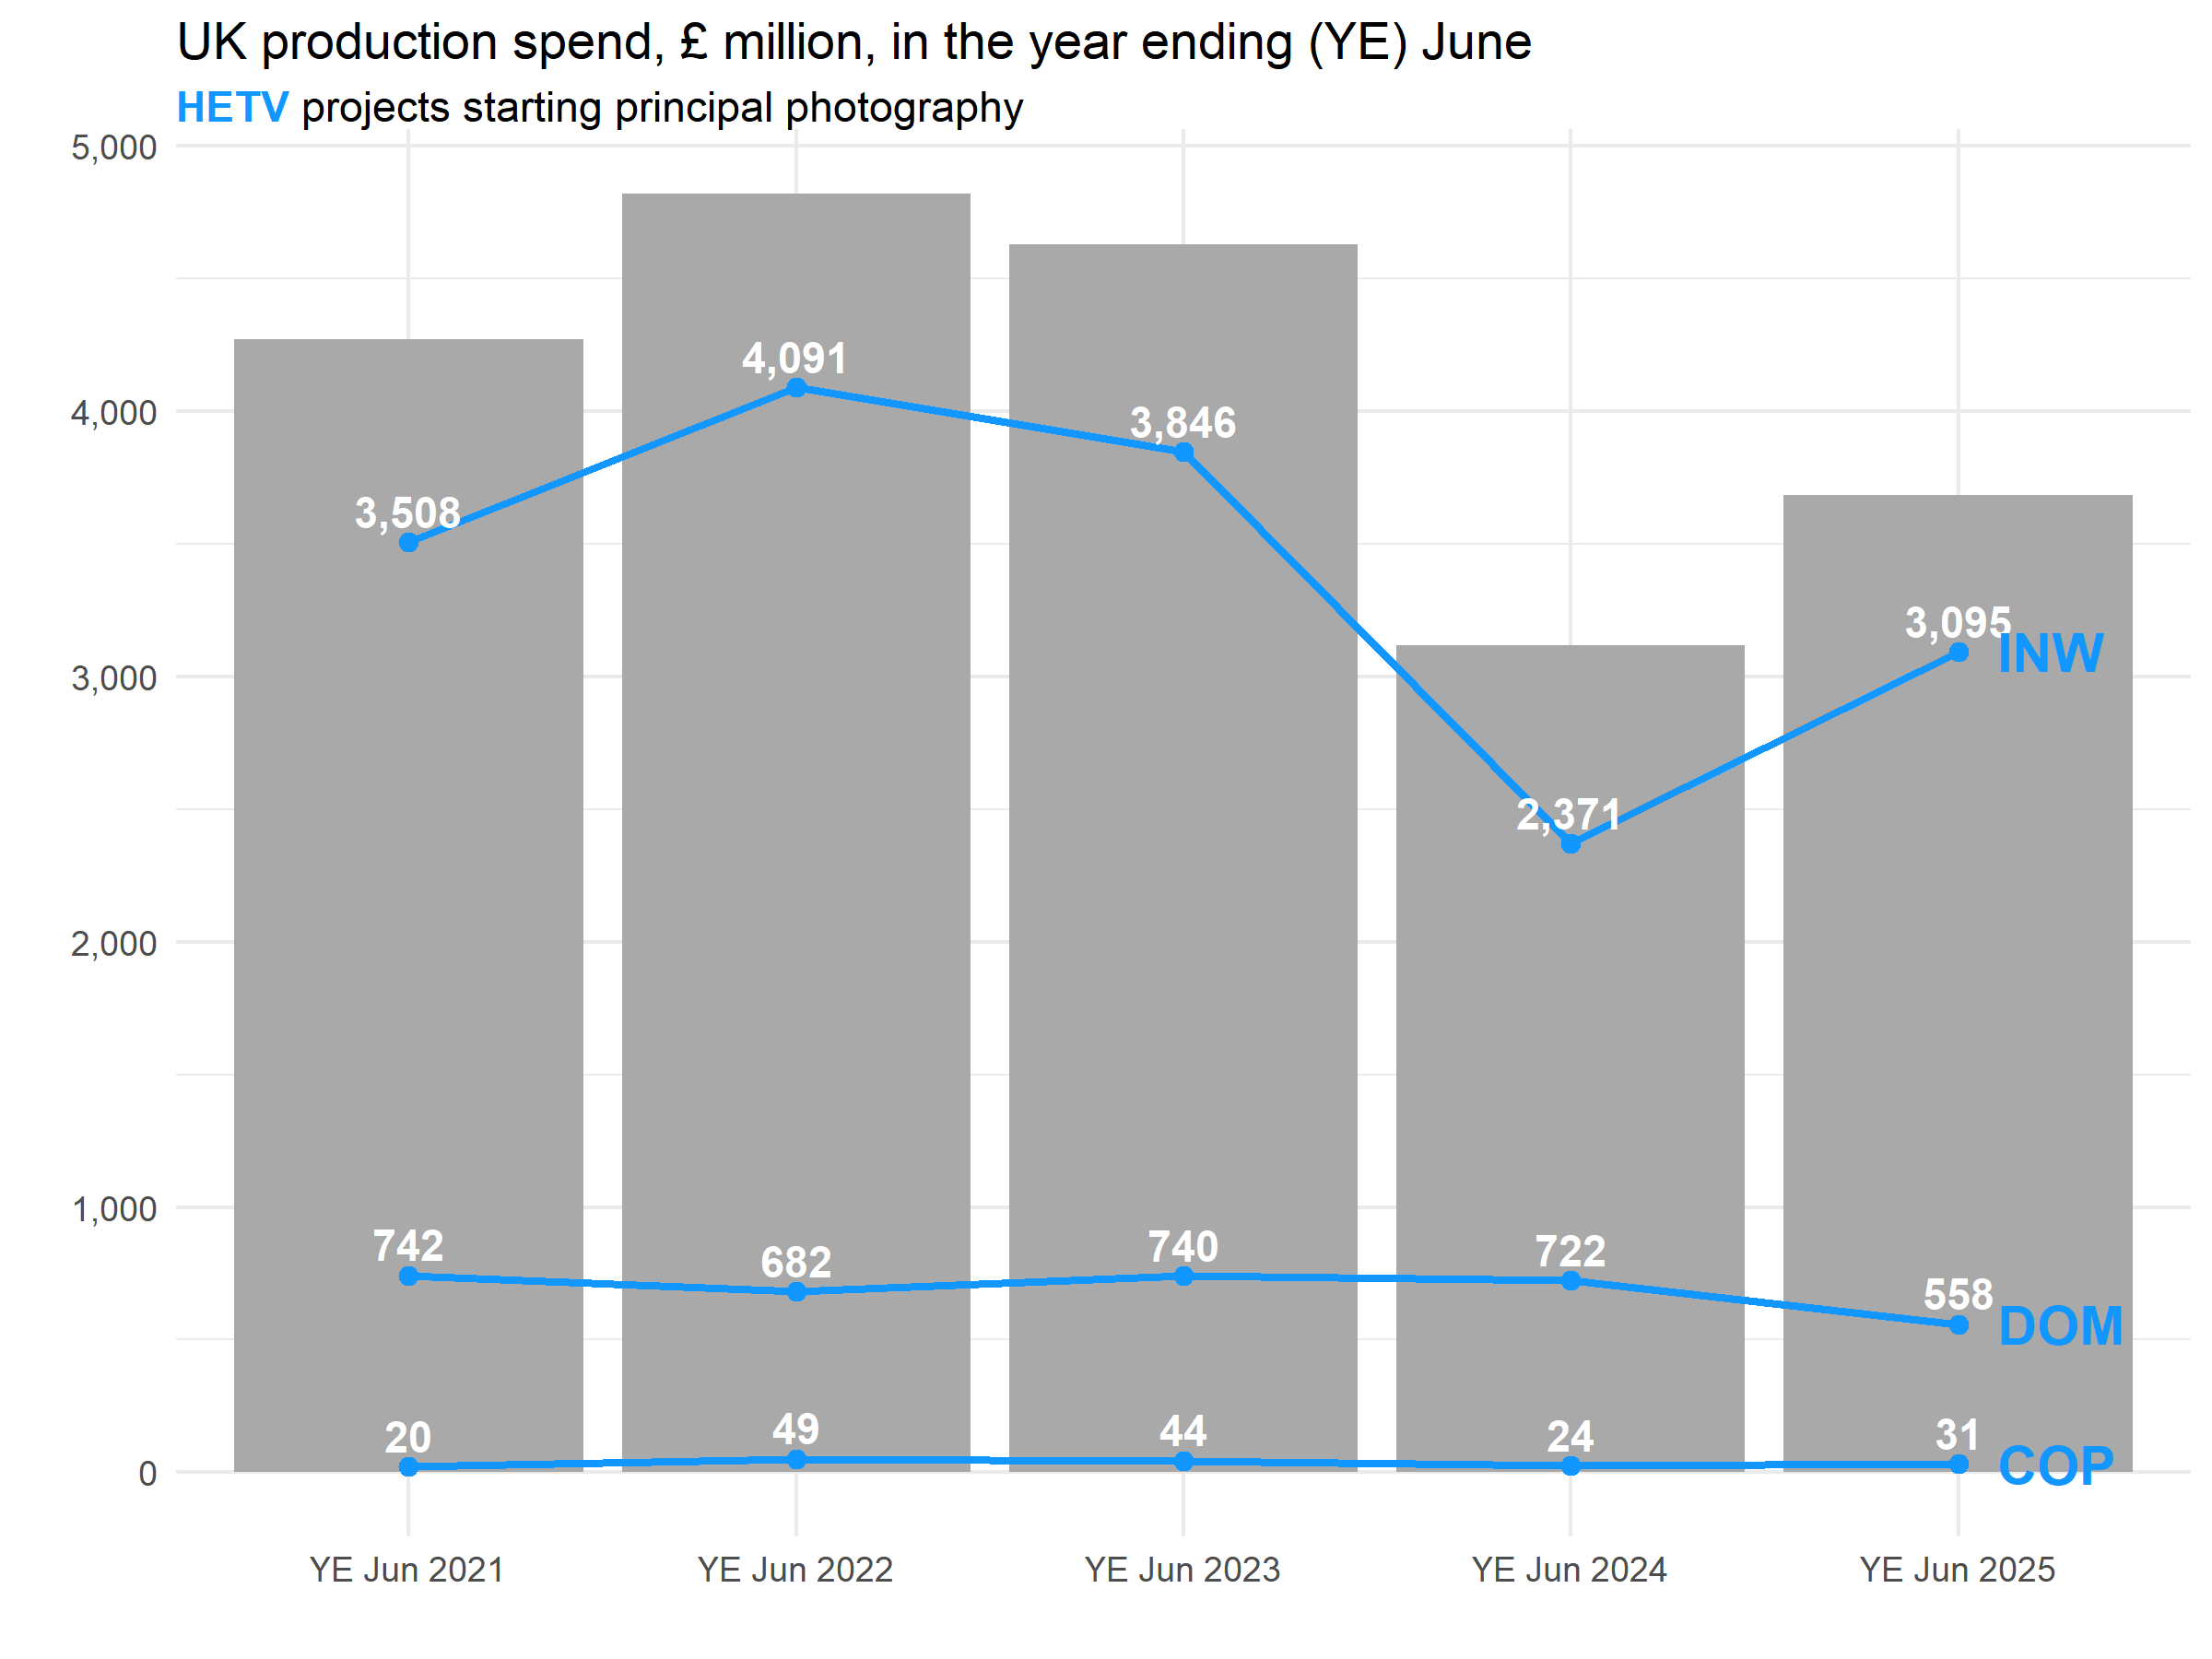 UK production spend, £ million, in the year ending (YE) June
HETV projects starting principal photography
5,000
4,000
3,000
2,000
1,000
0
3,508
4,091
3,846
2,371
3,095
INW
742
682
740
722
558
DOM
20
49
44
24
31
COP
YE Jun 2021
YE Jun 2022
YE Jun 2023
YE Jun 2024
YE Jun 2025